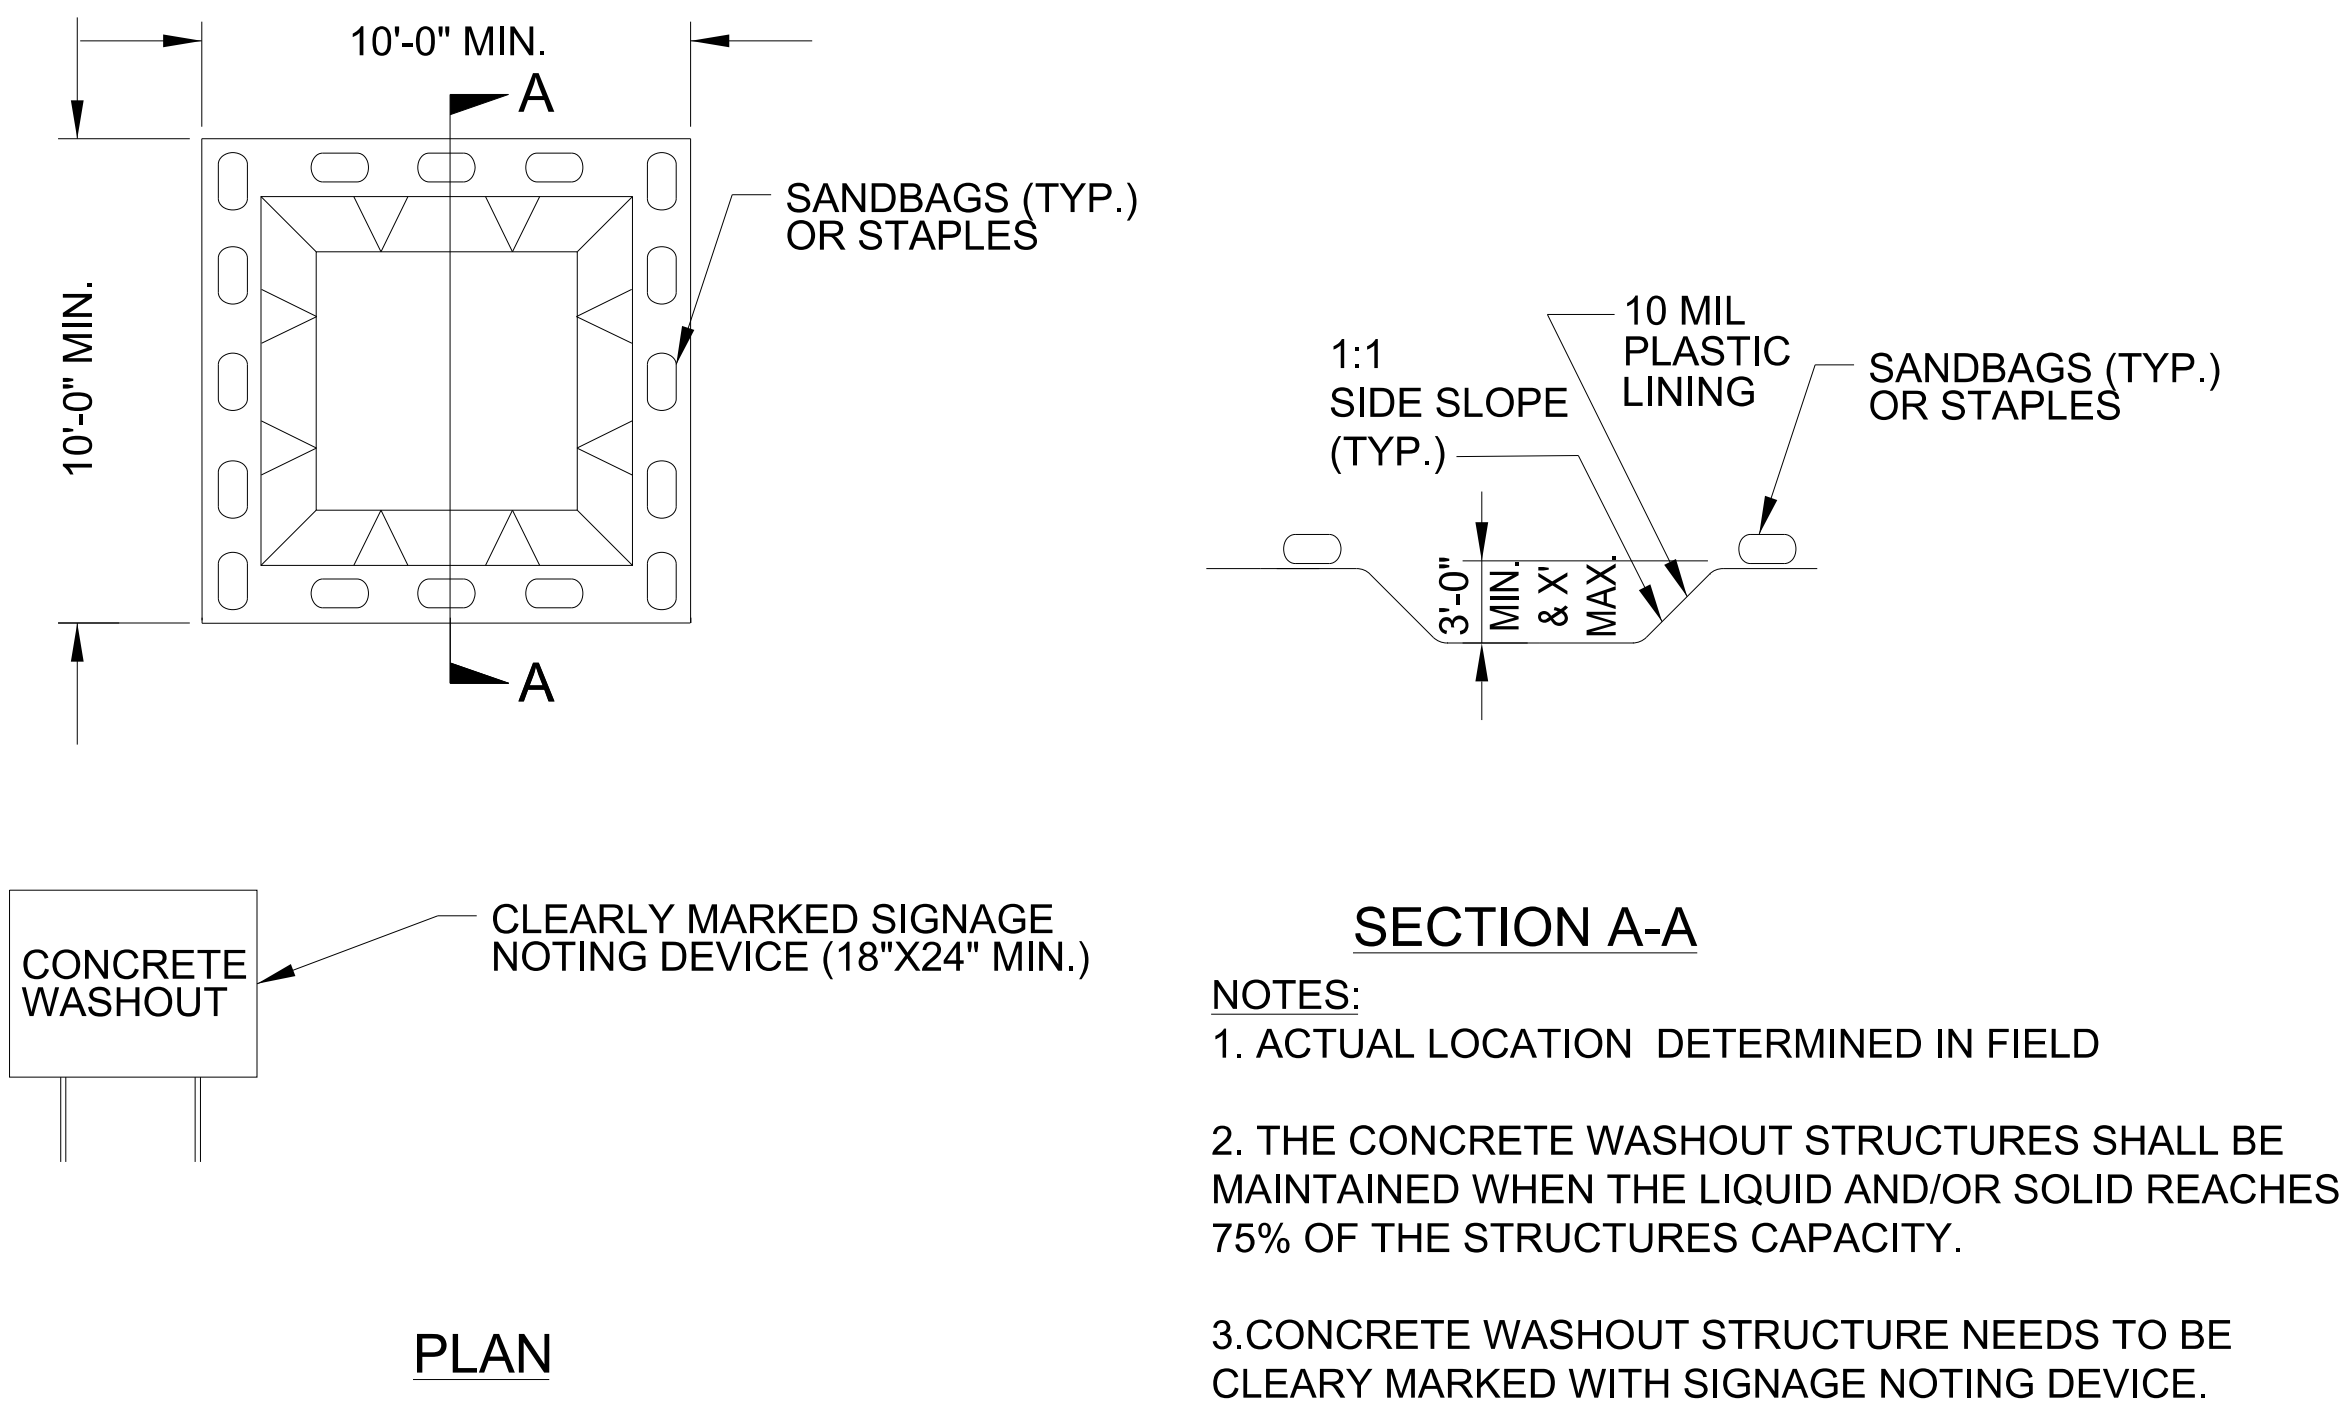 10'-0" MIN.
A
SANDBAGS (TYP.)
OR STAPLES
10'-0" MIN.
A
10 MIL
PLASTIC
LINING
1:1
SIDE SLOPE
(TYP.)
SANDBAGS (TYP.)
OR STAPLES
3'-0"
MIN.
& X'
MAX.
CONCRETE
WASHOUT
CLEARLY MARKED SIGNAGE
NOTING DEVICE (18"X24" MIN.)
PLAN
SECTION A-A
NOTES:
1. ACTUAL LOCATION  DETERMINED IN FIELD
2. THE CONCRETE WASHOUT STRUCTURES SHALL BE
MAINTAINED WHEN THE LIQUID AND/OR SOLID REACHES
75% OF THE STRUCTURES CAPACITY.
3.CONCRETE WASHOUT STRUCTURE NEEDS TO BE
CLEARY MARKED WITH SIGNAGE NOTING DEVICE.